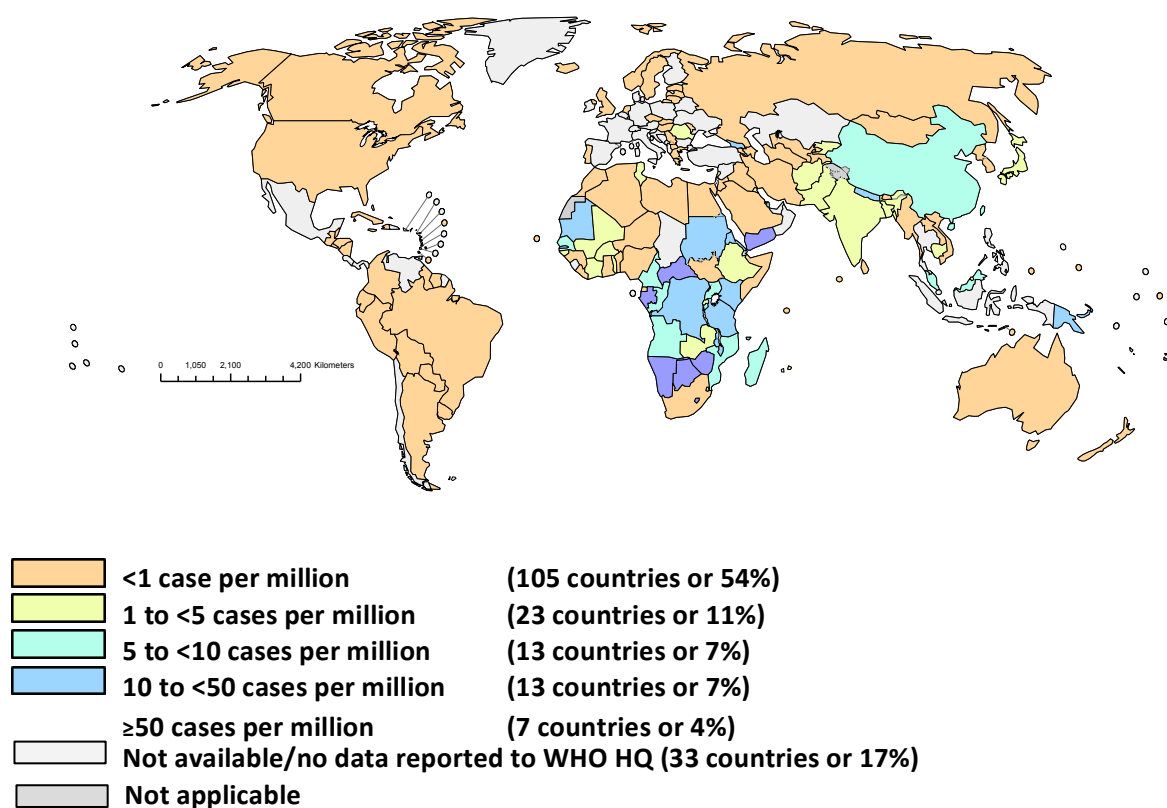 0 1,050 2,100 4,200 Kilometers
<1 case per million (105 countries or 54%)
1 to <5 cases per million (23 countries or 11%)
5 to <10 cases per million (13 countries or 7%)
10 to <50 cases per million (13 countries or 7%)
≥50 cases per million (7 countries or 4%)
Not available/no data reported to WHO HQ (33 countries or 17%)
Not applicable